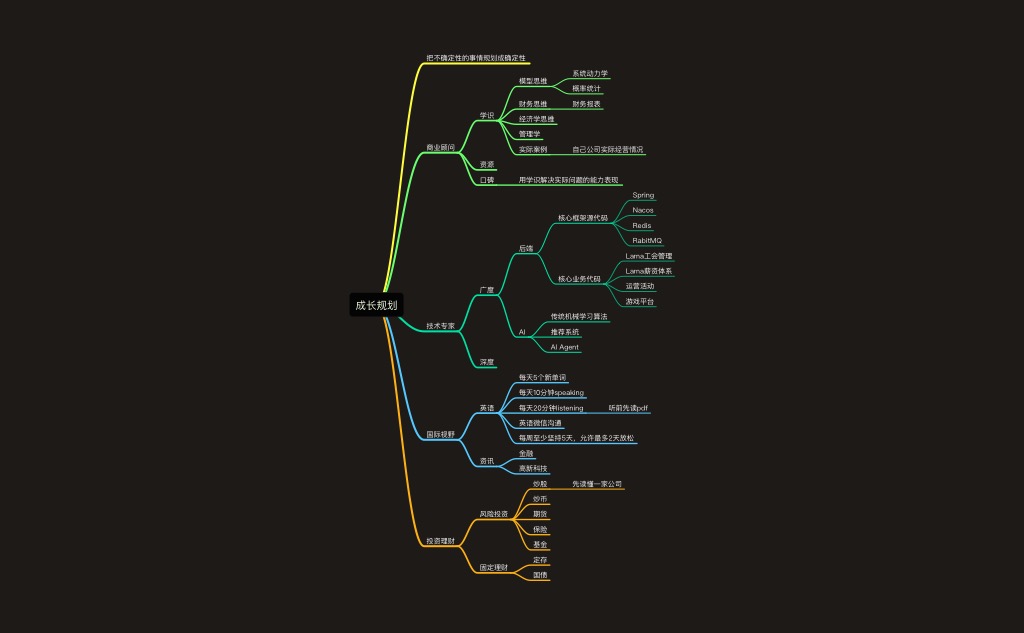 把不确定性的事情规划成确定性
系统动力学
模型思维
概率统计
财务思维 财务报表
学识
经济学思维
管理学
商业顾问
实际案例 自己公司实际经营情况
资源
口碑 用学识解决实际问题的能力表现
Spring
Nacos
核心框架源代码
Redis
RabitMQ
后端
Lama工会管理
Lama薪资体系
核心业务代码
运营活动
广度
游戏平台
成长规划
传统机械学习算法
技术专家
AI 推荐系统
AI Agent
深度
每天5个新单词
每天10分钟speaking
英语 每天20分钟listening 听前先读pdf
英语微信沟通
国际视野
每周至少坚持5天，允许最多2天放松
金融
资讯
高新科技
炒股 先读懂一家公司
炒币
风险投资 期货
保险
投资理财
基金
定存
固定理财
国债